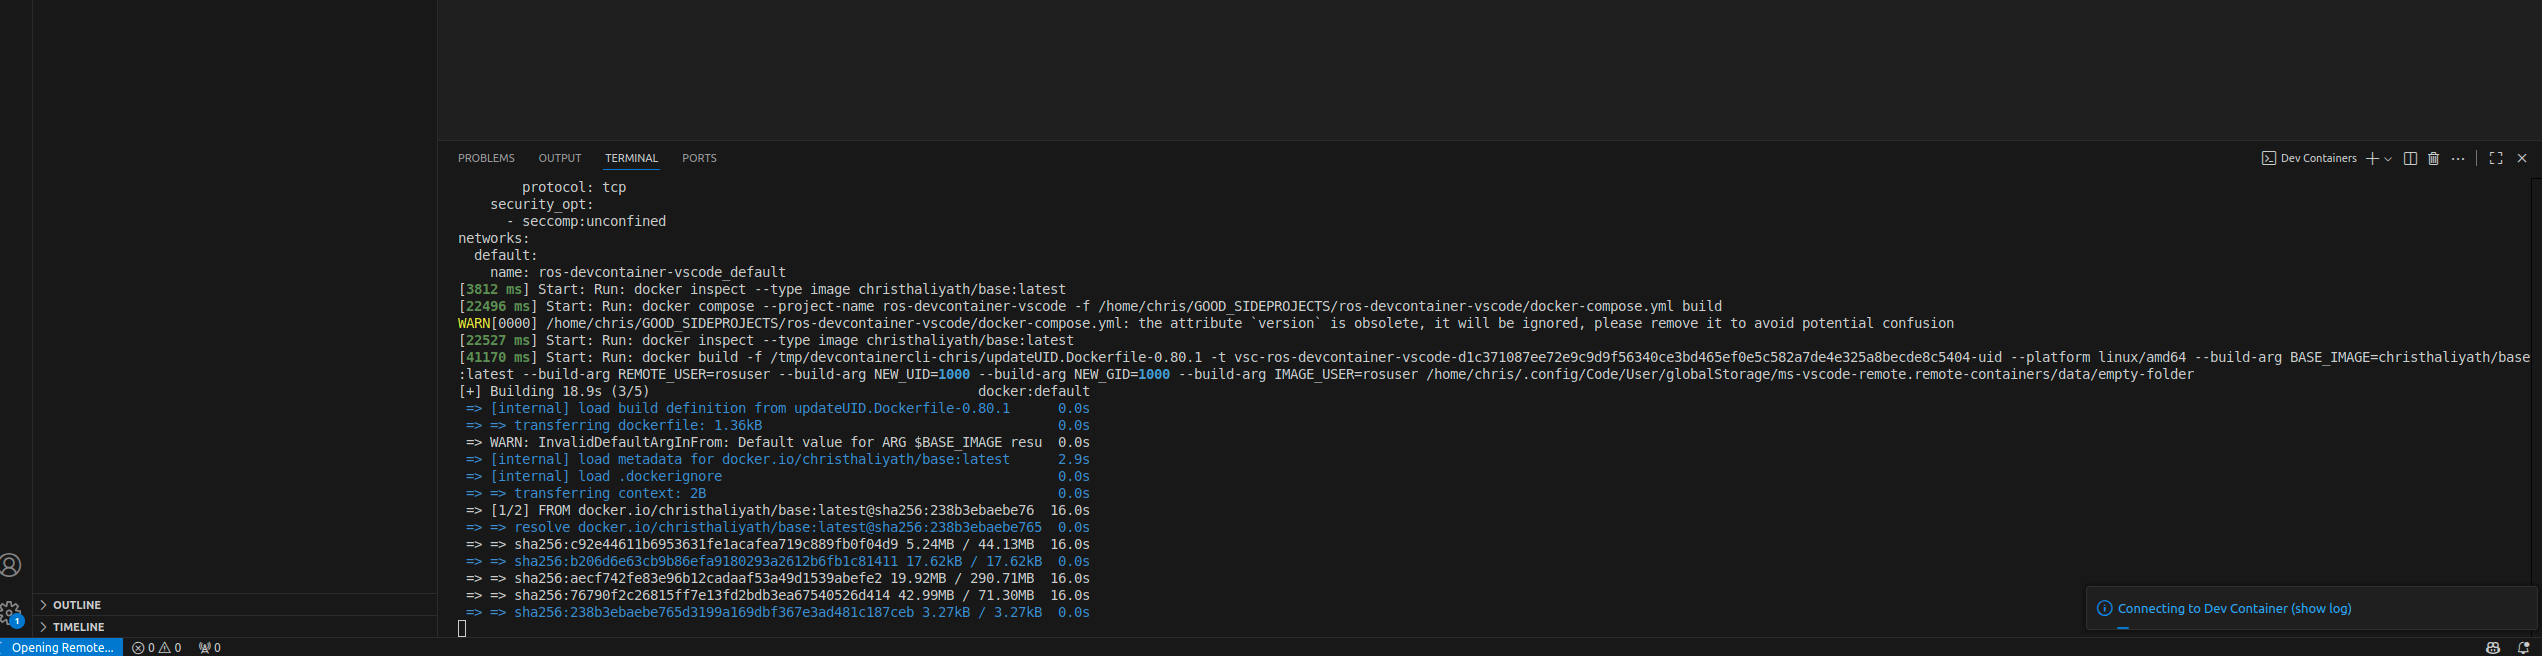 PROBLEMS OUTPUT TERMINAL PORTS
Dev Containers
protocol: tcp
security_opt:
- seccomp:unconfined
networks:
default:
name: ros-devcontainer-vscode_default
[3812 ms] Start: Run: docker inspect --type image christhaliyath/base:latest
[22496 ms] Start: Run: docker compose --project-name ros-devcontainer-vscode -f /home/chris/GOOD_SIDEPROJECTS/ros-devcontainer-vscode/docker-compose.yml build
WARN[0000] /home/chris/GOOD_SIDEPROJECTS/ros-devcontainer-vscode/docker-compose.yml: the attribute `version` is obsolete, it will be ignored, please remove it to avoid potential confusion
[22527 ms] Start: Run: docker inspect --type image christhaliyath/base:latest
[41170 ms] Start: Run: docker build -f /tmp/devcontainercli-chris/updateUID.Dockerfile-0.80.1 -t vsc-ros-devcontainer-vscode-d1c371087ee72e9c9d9f56340ce3bd465ef0e5c582a7de4e325a8becde8c5404-uid --platform linux/amd64 --build-arg BASE_IMAGE=christhaliyath/base
:latest --build-arg REMOTE_USER=rosuser --build-arg NEW_UID=1000 --build-arg NEW_GID=1000 --build-arg IMAGE_USER=rosuser /home/chris/.config/Code/User/globalStorage/ms-vscode-remote.remote-containers/data/empty-folder
[+] Building 18.9s (3/5) docker:default
=> [internal] load build definition from updateUID.Dockerfile-0.80.1 0.0s
=> => transferring dockerfile: 1.36kB 0.0s
=> WARN: InvalidDefaultArgInFrom: Default value for ARG $BASE_IMAGE resu 0.0s
=> [internal] load metadata for docker.io/christhaliyath/base:latest 2.9s
=> [internal] load .dockerignore 0.0s
=> => transferring context: 2B 0.0s
=> [1/2] FROM docker.io/christhaliyath/base:latest@sha256:238b3ebaebe76 16.0s
=> => resolve docker.io/christhaliyath/base:latest@sha256:238b3ebaebe765 0.0s
=> => sha256:c92e44611b6953631fe1acafea719c889fb0f04d9 5.24MB / 44.13MB 16.0s
=> => sha256:b206d6e63cb9b86efa9180293a2612b6fb1c81411 17.62kB / 17.62kB 0.0s
=> => sha256:aecf742fe83e96b12cadaaf53a49d1539abefe2 19.92MB / 290.71MB 16.0s
=> => sha256:76790f2c26815ff7e13fd2bdb3ea67540526d414 42.99MB / 71.30MB 16.0s
=> => sha256:238b3ebaebe765d3199a169dbf367e3ad481c187ceb 3.27kB / 3.27kB 0.0s
OUTLINE
TIMELINE
1
Connecting to Dev Container (show log)
Opening Remote... 0 0 0